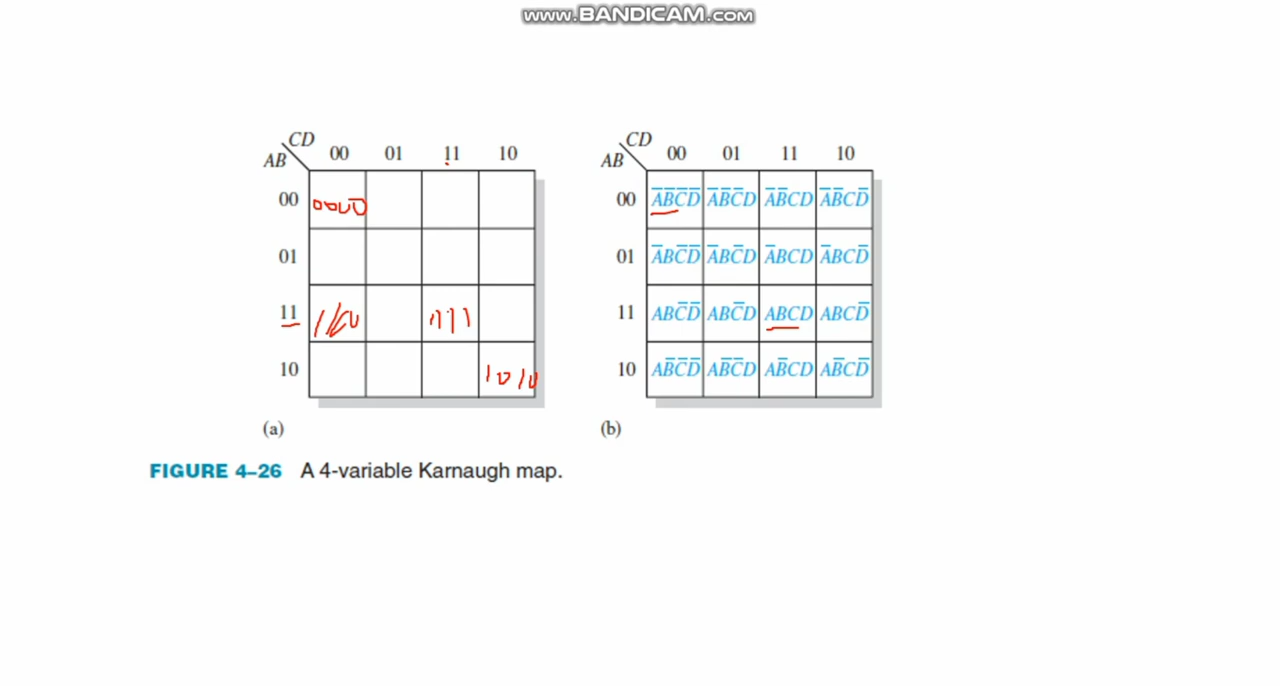 www.BANDICAM.com
CD CD
AB 00 01 11 10 AB 00 01 11 10
00 0000 00 A̅B̅C̅D̅ A̅B̅C̅D A̅B̅CD A̅B̅CD̅
01 01 A̅BC̅D̅ A̅BC̅D A̅BCD A̅BCD̅
11 1111 11 ABC̅D̅ ABC̅D ABCD ABCD̅
10 1010 10 AB̅C̅D̅ AB̅C̅D AB̅CD AB̅CD̅
(a) (b)
FIGURE 4–26 A 4-variable Karnaugh map.